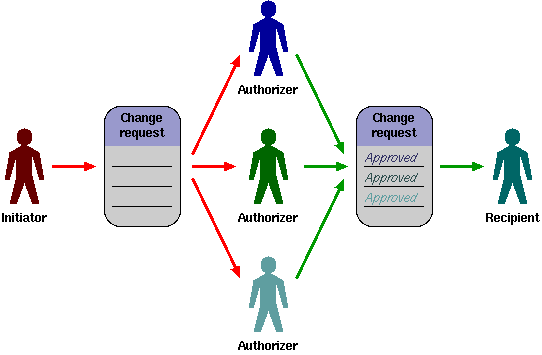 Authorizer
Change
request
Change
request
Approved
Approved
Approved
Initiator
Authorizer
Recipient
Authorizer